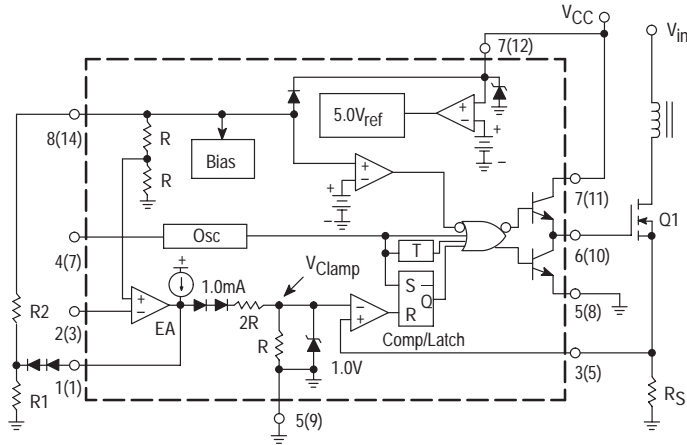 VCC
Vin
7(12)
8(14)
R
R
Bias
5.0Vref
+
−
+
−
+
−
+
−
7(11)
Q1
6(10)
Osc
4(7)
T
+
1.0mA
VClamp
S
Q
R
Comp/Latch
5(8)
R2
2(3)
+
−
EA
2R
R
1.0V
−
+
3(5)
1(1)
R1
5(9)
RS